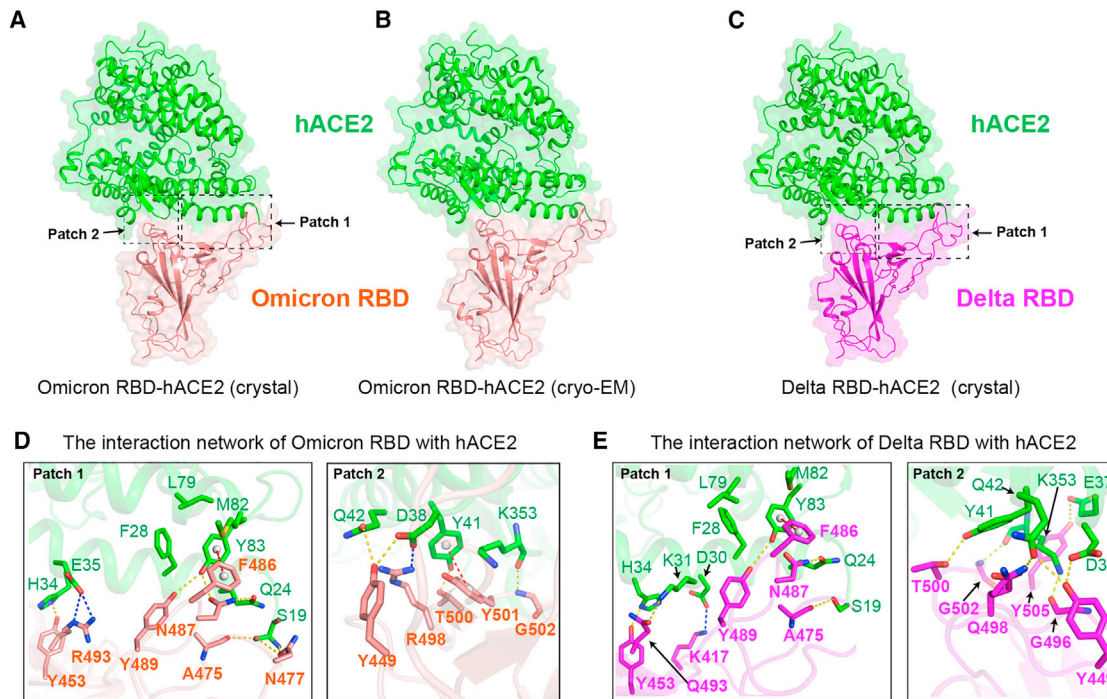 A
B
C
hACE2
hACE2
Patch 2
Patch 1
Patch 2
Patch 1
Omicron RBD
Delta RBD
Omicron RBD-hACE2 (crystal)
Omicron RBD-hACE2 (cryo-EM)
Delta RBD-hACE2 (crystal)
D
The interaction network of Omicron RBD with hACE2
Patch 1
L79
M82
F28
Y83
F486
E35
H34
Q24
S19
N487
R493
Y489
A475
N477
Y453
Patch 2
Q42
D38
Y41
K353
T500
Y501
R498
G502
Y449
E
The interaction network of Delta RBD with hACE2
Patch 1
M82
L79
Y83
F486
F28
K31
D30
H34
Q24
N487
S19
Y489
A475
K417
Y453
Q493
Patch 2
Q42
K353
E37
Y41
T500
G502
Y505
Q498
G496